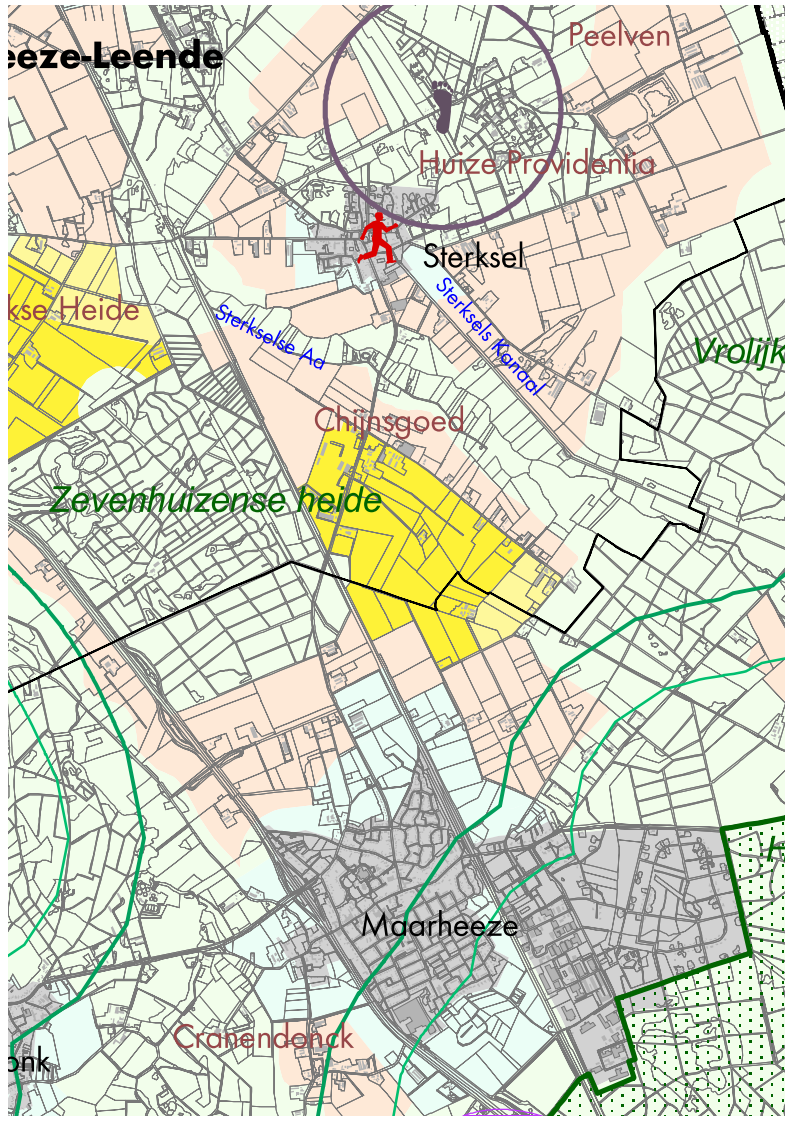 Peelven
eeze-Leende
Huize Providentia
Sterksel
kse Heide
Sterkselse Aa
Sterksels Kanaal
Vrolijk
Chijnsgoed
Zevenhuizense heide
Maarheeze
Cranendonck
onk